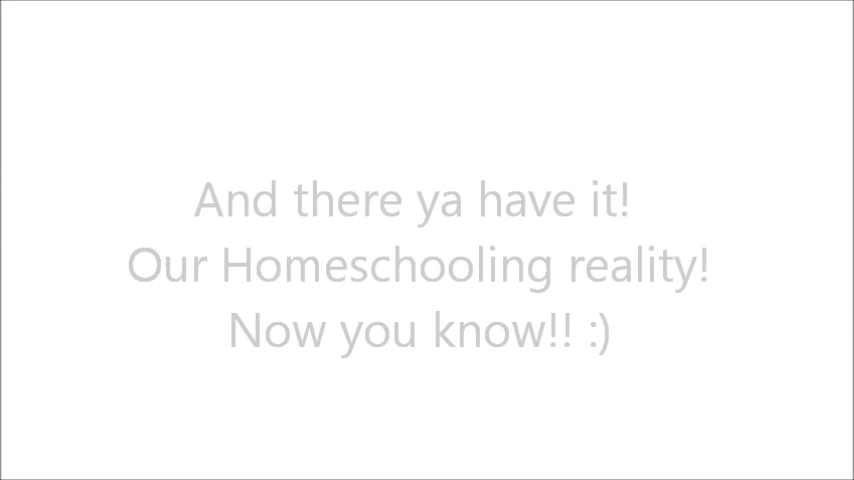 And there ya have it!
Our Homeschooling reality!
Now you know!! :)